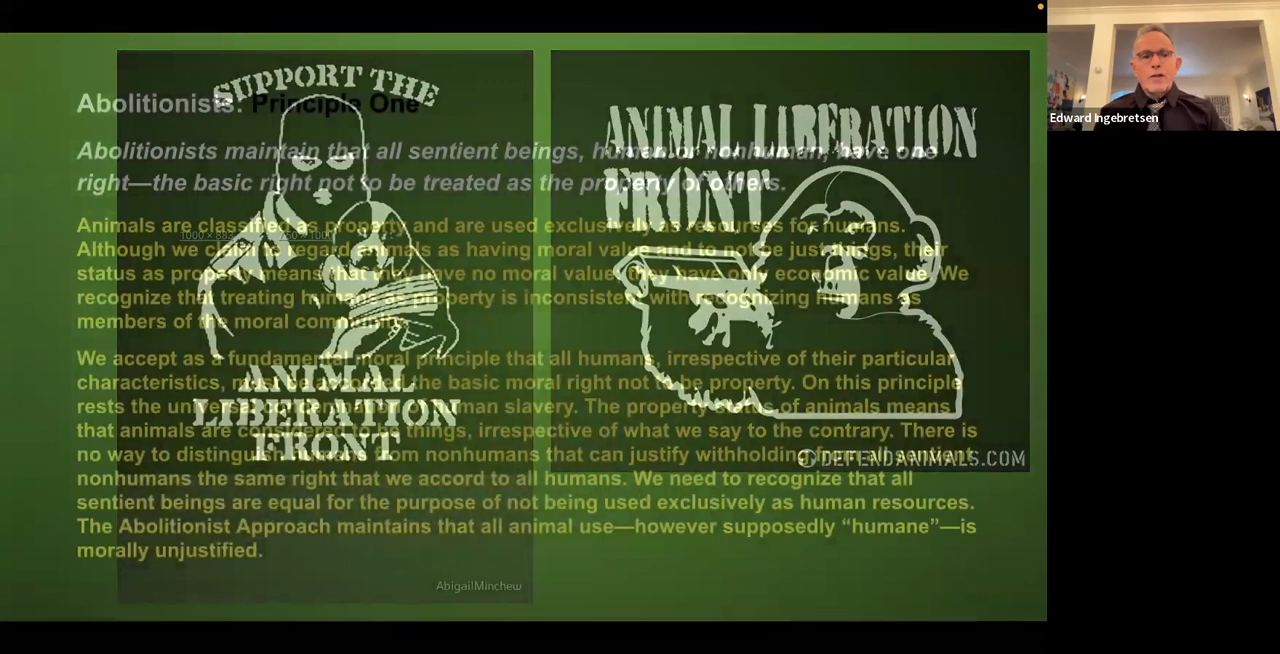 SUPPORT THE
Abolitionists: Principle One
Abolitionists maintain that all sentient beings, human or nonhuman, have one
right—the basic right not to be treated as the property of others.
Animals are classified as property and are used exclusively as resources for humans.
Although we claim to regard animals as having moral value and to not be just things, their
status as property means that they have no moral value; they have only economic value. We
recognize that treating humans as property is inconsistent with recognizing humans as
members of the moral community.
We accept as a fundamental moral principle that all humans, irrespective of their particular
characteristics, must be accorded the basic moral right not to be property. On this principle
rests the universal condemnation of human slavery. The property status of animals means
that animals are considered to be things, irrespective of what we say to the contrary. There is
no way to distinguish humans from nonhumans that can justify withholding from all sentient
nonhumans the same right that we accord to all humans. We need to recognize that all
sentient beings are equal for the purpose of not being used exclusively as human resources.
The Abolitionist Approach maintains that all animal use—however supposedly “humane”—is
morally unjustified.
ANIMAL
LIBERATION
FRONT
AbigailMinchew
ANIMAL LIBERATION
FRONT
DEFENDANIMALS.COM
Edward Ingebretsen